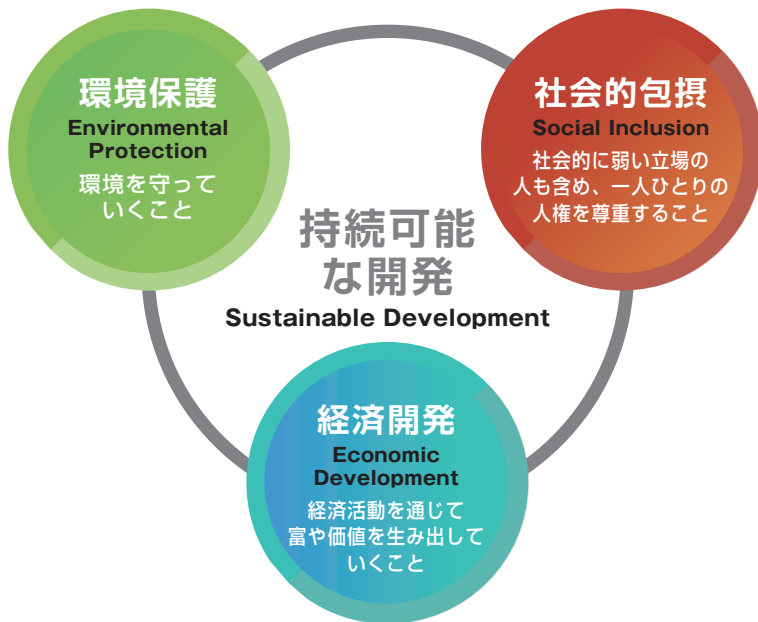 環境保護
Environmental
Protection
環境を守って
いくこと
社会的包摂
Social Inclusion
社会的に弱い立場の
人も含め、一人ひとりの
人権を尊重すること
持続可能
な開発
Sustainable Development
経済開発
Economic
Development
経済活動を通じて
富や価値を生み出して
いくこと